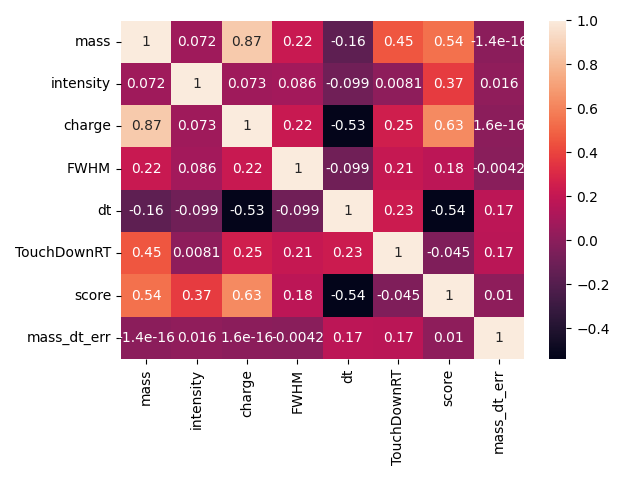 mass 1 0.072 0.87 0.22 -0.16 0.45 0.54 -1.4e-16
intensity 0.072 1 0.073 0.086 -0.099 0.0081 0.37 0.016
charge 0.87 0.073 1 0.22 -0.53 0.25 0.63 1.6e-16
FWHM 0.22 0.086 0.22 1 -0.099 0.21 0.18 -0.0042
dt -0.16 -0.099 -0.53 -0.099 1 0.23 -0.54 0.17
TouchDownRT 0.45 0.0081 0.25 0.21 0.23 1 -0.045 0.17
score 0.54 0.37 0.63 0.18 -0.54 -0.045 1 0.01
mass_dt_err -1.4e-16 0.016 1.6e-16 -0.0042 0.17 0.17 0.01 1
mass intensity charge FWHM dt TouchDownRT score mass_dt_err
1.0
0.8
0.6
0.4
0.2
0.0
−0.2
−0.4